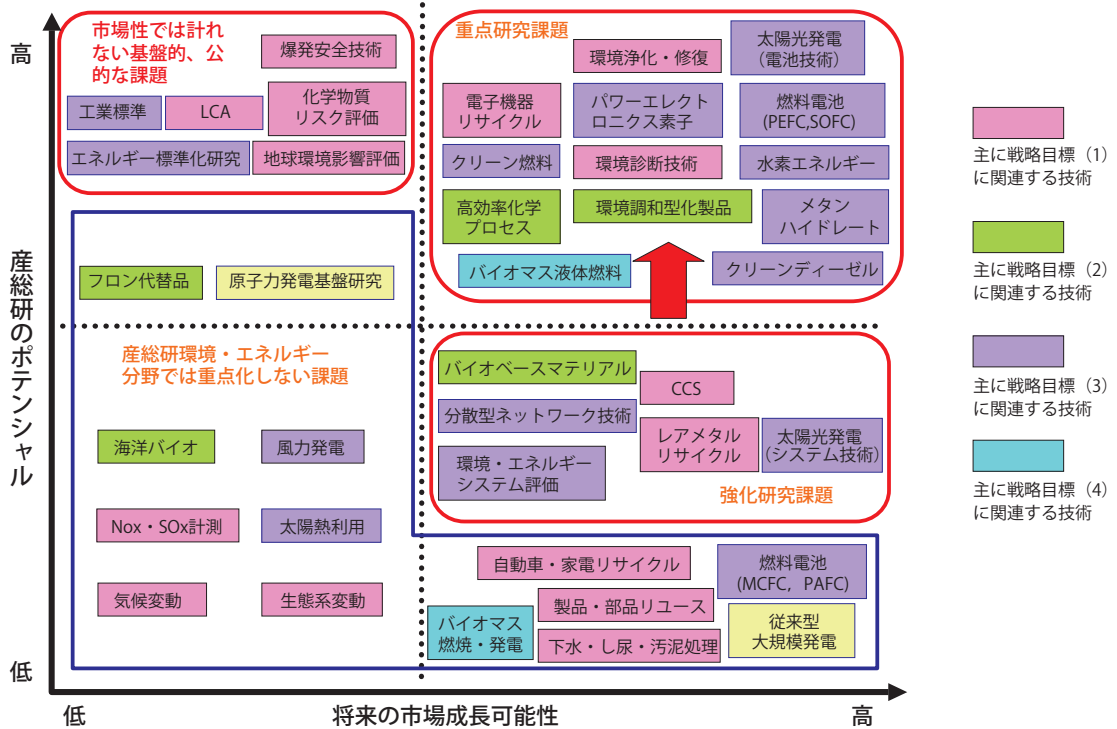 高
産総研のポテンシャル
低
低
将来の市場成長可能性
高
市場性では計れ
ない基盤的、公
的な課題
爆発安全技術
工業標準
LCA
化学物質
リスク評価
エネルギー標準化研究
地球環境影響評価
重点研究課題
環境浄化・修復
太陽光発電
（電池技術）
電子機器
リサイクル
パワーエレクト
ロニクス素子
燃料電池
(PEFC,SOFC)
クリーン燃料
環境診断技術
水素エネルギー
高効率化学
プロセス
環境調和型化製品
メタン
ハイドレート
バイオマス液体燃料
クリーンディーゼル
フロン代替品
原子力発電基盤研究
産総研環境・エネルギー
分野では重点化しない課題
海洋バイオ
風力発電
Nox・SOx計測
太陽熱利用
気候変動
生態系変動
バイオベースマテリアル
CCS
分散型ネットワーク技術
レアメタル
リサイクル
太陽光発電
（システム技術）
環境・エネルギー
システム評価
強化研究課題
自動車・家電リサイクル
燃料電池
(MCFC, PAFC)
製品・部品リユース
バイオマス
燃焼・発電
下水・し尿・汚泥処理
従来型
大規模発電
主に戦略目標（1）
に関連する技術
主に戦略目標（2）
に関連する技術
主に戦略目標（3）
に関連する技術
主に戦略目標（4）
に関連する技術